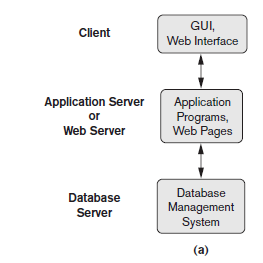 Client
GUI,
Web Interface
Application Server
or
Web Server
Application
Programs,
Web Pages
Database
Server
Database
Management
System
(a)